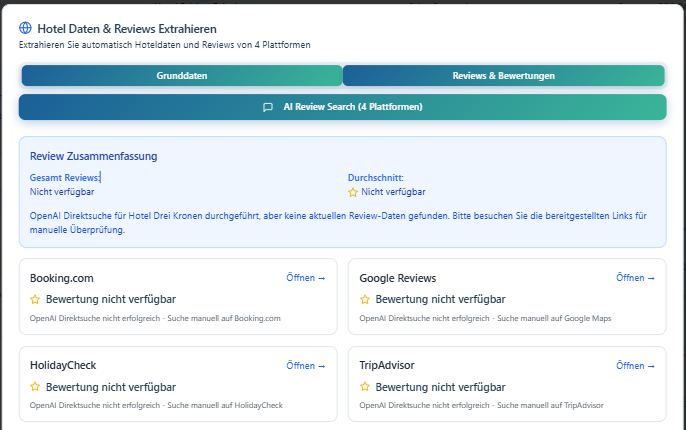 Hotel Daten & Reviews Extrahieren
Extrahieren Sie automatisch Hoteldaten und Reviews von 4 Plattformen
Grunddaten
Reviews & Bewertungen
AI Review Search (4 Plattformen)
Review Zusammenfassung
Gesamt Reviews:
Durchschnitt:
Nicht verfügbar
Nicht verfügbar
OpenAI Direktsuche für Hotel Drei Kronen durchgeführt, aber keine aktuellen Review-Daten gefunden. Bitte besuchen Sie die bereitgestellten Links für
manuelle Überprüfung.
Booking.com
Öffnen →
Bewertung nicht verfügbar
OpenAI Direktsuche nicht erfolgreich - Suche manuell auf Booking.com
Google Reviews
Öffnen →
Bewertung nicht verfügbar
OpenAI Direktsuche nicht erfolgreich - Suche manuell auf Google Maps
HolidayCheck
Öffnen →
Bewertung nicht verfügbar
OpenAI Direktsuche nicht erfolgreich - Suche manuell auf HolidayCheck
TripAdvisor
Öffnen →
Bewertung nicht verfügbar
OpenAI Direktsuche nicht erfolgreich - Suche manuell auf TripAdvisor